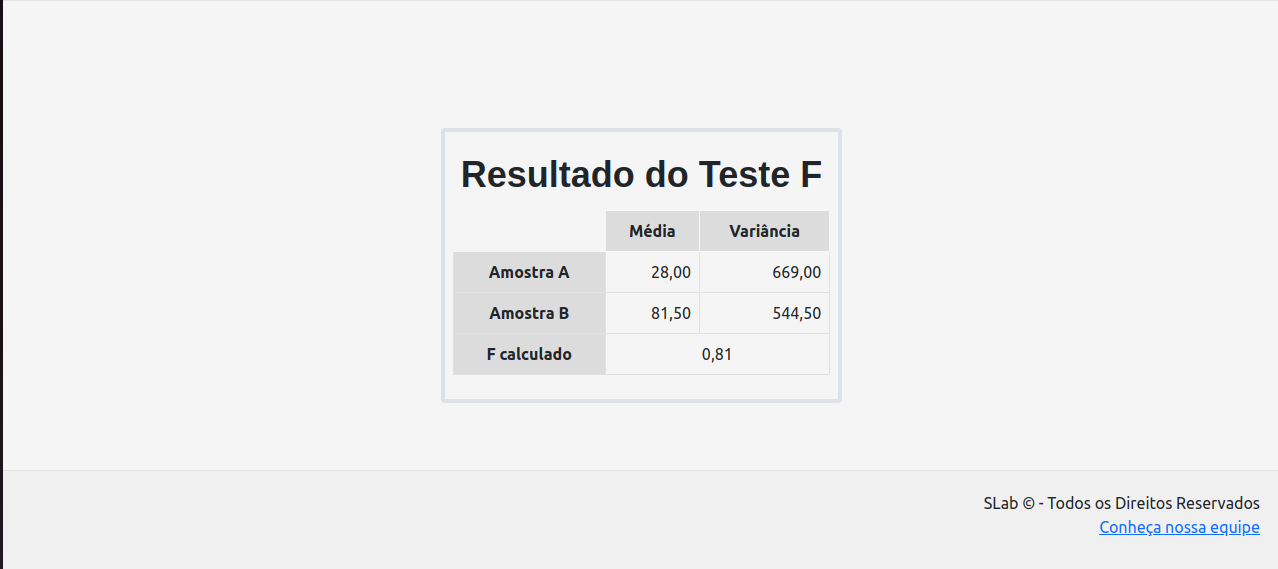 Resultado do Teste F
Média Variância
Amostra A 28,00 669,00
Amostra B 81,50 544,50
F calculado 0,81
SLab © - Todos os Direitos Reservados
Conheça nossa equipe